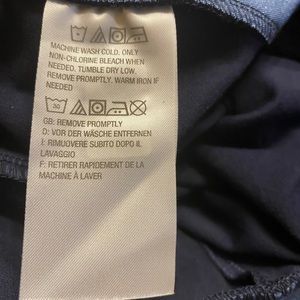 MACHINE WASH COLD. ONLY
NON-CHLORINE BLEACH WHEN
NEEDED. TUMBLE DRY LOW.
REMOVE PROMPTLY. WARM IRON IF
NEEDED
30
GB: REMOVE PROMPTLY
D: VOR DER WÄSCHE ENTFERNEN
I: RIMUOVERE SUBITO DOPO IL
LAVAGGIO
F: RETIRER RAPIDEMENT DE LA
MACHINE À LAVER